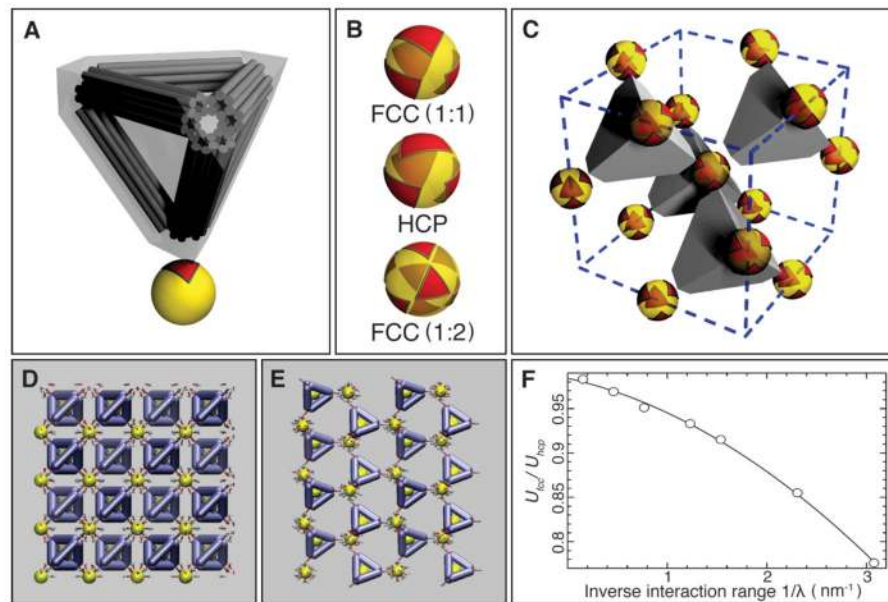 A
B
FCC (1:1)
HCP
FCC (1:2)
C
D
E
F
U_fcc / U_hcp
0.95
0.9
0.85
0.8
0
1
2
3
Inverse interaction range 1/λ ( nm⁻¹)